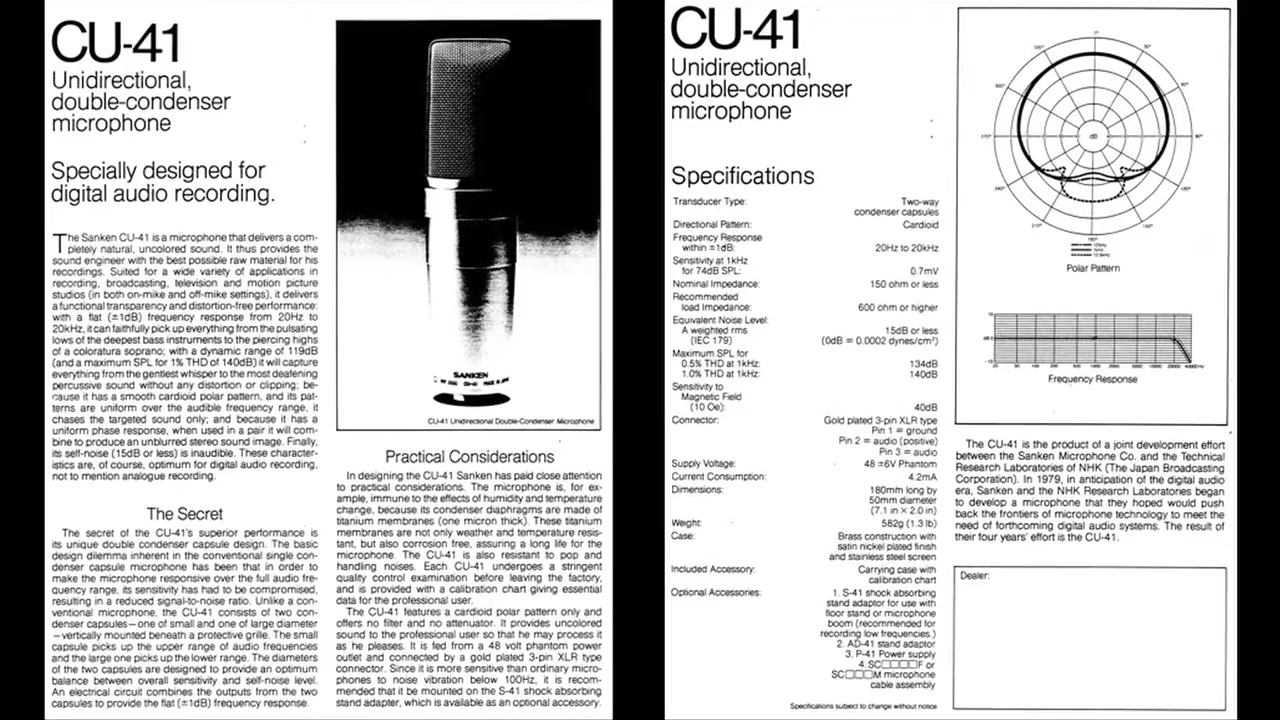 CU-41
Unidirectional,
double-condenser
microphone
Specially designed for
digital audio recording.
The Sanken CU-41 is a microphone that delivers a com-
pletely natural, uncolored sound. It thus provides the
sound engineer with the best possible raw material for his
recordings. Suited for a wide variety of applications in
recording, broadcasting, television and motion picture
studios (in both on-mike and off-mike settings), it delivers
a functional transparency and distortion-free performance:
with a flat (±1dB) frequency response from 20Hz to
20kHz, it can faithfully pick up everything from the pulsating
lows of the deepest bass instruments to the piercing highs
of a coloratura soprano; with a dynamic range of 119dB
(and a maximum SPL for 1% THD of 140dB) it will capture
everything from the gentlest whisper to the most deafening
percussive sound without any distortion or clipping; be-
cause it has a smooth cardioid polar pattern, and its pat-
terns are uniform over the audible frequency range, it
chases the targeted sound only; and because it has a
uniform phase response, when used in a pair it will com-
bine to produce an unblurred stereo sound image. Finally,
its self-noise (15dB or less) is inaudible. These character-
istics are, of course, optimum for digital audio recording,
not to mention analogue recording.
The Secret
The secret of the CU-41's superior performance is
its unique double condenser capsule design. The basic
design dilemma inherent in the conventional single con-
denser capsule microphone has been that in order to
make the microphone responsive over the full audio fre-
quency range, its sensitivity has had to be compromised,
resulting in a reduced signal-to-noise ratio. Unlike a con-
ventional microphone, the CU-41 consists of two con-
denser capsules—one of small and one of large diameter
—vertically mounted beneath a protective grille. The small
capsule picks up the upper range of audio frequencies
and the large one picks up the lower range. The diameters
of the two capsules are designed to provide an optimum
balance between overall sensitivity and self-noise level.
An electrical circuit combines the outputs from the two
capsules to provide the flat (±1dB) frequency response.
SANKEN
CU-41 Unidirectional Double-Condenser Microphone
Practical Considerations
In designing the CU-41 Sanken has paid close attention
to practical considerations. The microphone is, for ex-
ample, immune to the effects of humidity and temperature
change, because its condenser diaphragms are made of
titanium membranes (one micron thick). These titanium
membranes are not only weather and temperature resis-
tant, but also corrosion free, assuring a long life for the
microphone. The CU-41 is also resistant to pop and
handling noises. Each CU-41 undergoes a stringent
quality control examination before leaving the factory,
and is provided with a calibration chart giving essential
data for the professional user.
The CU-41 features a cardioid polar pattern only and
offers no filter and no attenuator. It provides uncolored
sound to the professional user so that he may process it
as he pleases. It is fed from a 48 volt phantom power
outlet and connected by a gold plated 3-pin XLR type
connector. Since it is more sensitive than ordinary micro-
phones to noise vibration below 100Hz, it is recom-
mended that it be mounted on the S-41 shock absorbing
stand adapter, which is available as an optional accessory.
CU-41
Unidirectional,
double-condenser
microphone
Specifications
Transducer Type: Two-way
condenser capsules
Directional Pattern: Cardioid
Frequency Response
within ±1dB: 20Hz to 20kHz
Sensitivity at 1kHz
for 74dB SPL: 0.7mV
Nominal Impedance: 150 ohm or less
Recommended
load Impedance: 600 ohm or higher
Equivalent Noise Level:
A weighted rms 15dB or less
(IEC 179) (0dB = 0.0002 dynes/cm²)
Maximum SPL for
0.5% THD at 1kHz: 134dB
1.0% THD at 1kHz: 140dB
Sensitivity to
Magnetic Field
(10 Oe): 40dB
Connector: Gold plated 3-pin XLR type
Pin 1 = ground
Pin 2 = audio (positive)
Pin 3 = audio
Supply Voltage: 48 ±6V Phantom
Current Consumption: 4.2mA
Dimensions: 180mm long by
50mm diameter
(7.1 in × 2.0 in)
Weight: 582g (1.3 lb)
Case: Brass construction with
satin nickel plated finish
and stainless steel screen
Included Accessory: Carrying case with
calibration chart
Optional Accessories: 1. S-41 shock absorbing
stand adaptor for use with
floor stand or microphone
boom (recommended for
recording low frequencies.)
2. AD-41 stand adaptor
3. P-41 Power supply
4. SC□□□□F or
SC□□□M microphone
cable assembly
Specifications subject to change without notice
Polar Pattern
Frequency Response
The CU-41 is the product of a joint development effort
between the Sanken Microphone Co. and the Technical
Research Laboratories of NHK (The Japan Broadcasting
Corporation). In 1979, in anticipation of the digital audio
era, Sanken and the NHK Research Laboratories began
to develop a microphone that they hoped would push
back the frontiers of microphone technology to meet the
need of forthcoming digital audio systems. The result of
their four years' effort is the CU-41.
Dealer: